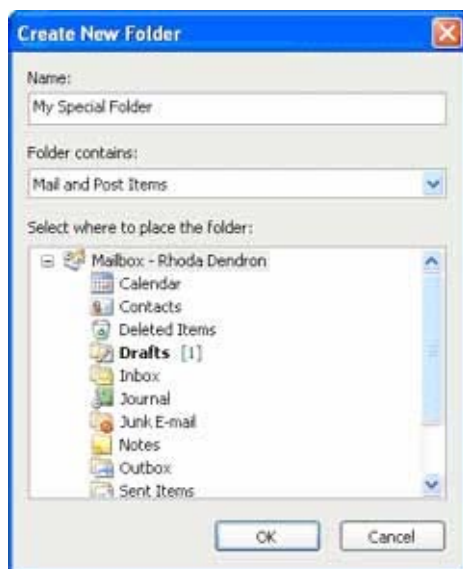 Create New Folder
Name:
My Special Folder
Folder contains:
Mail and Post Items
Select where to place the folder:
Mailbox - Rhoda Dendron
Calendar
Contacts
Deleted Items
Drafts [1]
Inbox
Journal
Junk E-mail
Notes
Outbox
Sent Items
OK
Cancel